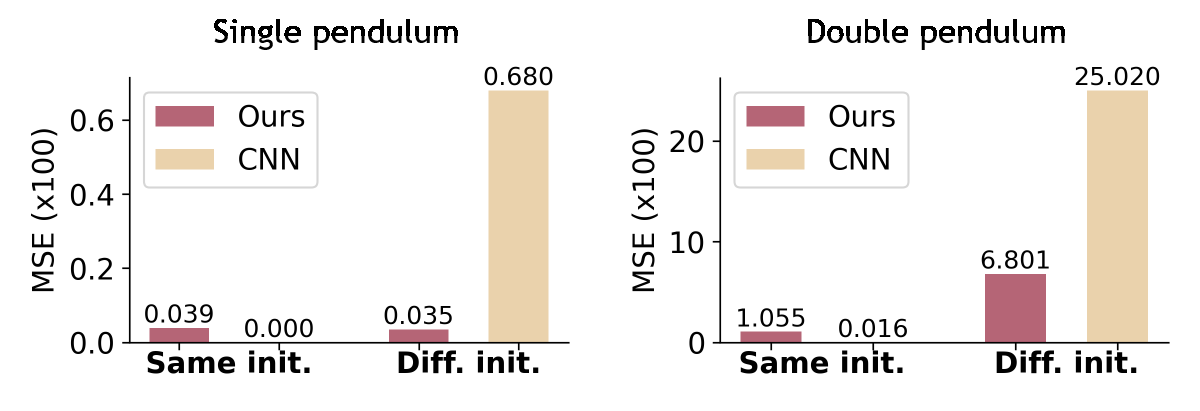 Single pendulum
MSE (x100)
0.6
0.4
0.2
0.0
Ours
CNN
0.039
0.000
0.035
0.680
Same init.
Diff. init.
Double pendulum
MSE (x100)
20
10
0
Ours
CNN
1.055
0.016
6.801
25.020
Same init.
Diff. init.